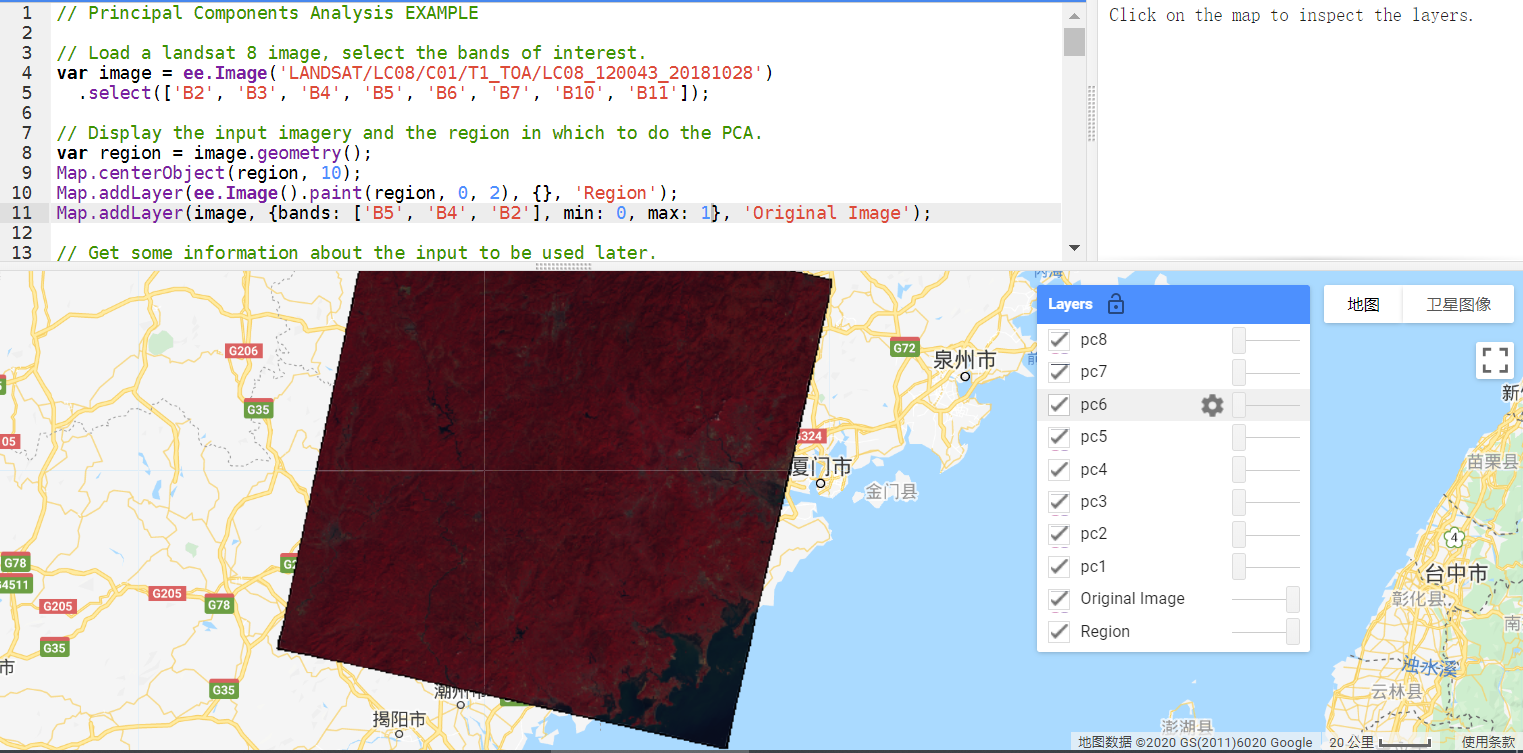 1 // Principal Components Analysis EXAMPLE
2
3 // Load a landsat 8 image, select the bands of interest.
4 var image = ee.Image('LANDSAT/LC08/C01/T1_TOA/LC08_120043_20181028')
5 .select(['B2', 'B3', 'B4', 'B5', 'B6', 'B7', 'B10', 'B11']);
6
7 // Display the input imagery and the region in which to do the PCA.
8 var region = image.geometry();
9 Map.centerObject(region, 10);
10 Map.addLayer(ee.Image().paint(region, 0, 2), {}, 'Region');
11 Map.addLayer(image, {bands: ['B5', 'B4', 'B2'], min: 0, max: 1}, 'Original Image');
12
13 // Get some information about the input to be used later.
Click on the map to inspect the layers.
Layers
pc8
pc7
pc6
pc5
pc4
pc3
pc2
pc1
Original Image
Region
地图
卫星图像
G206
G72
泉州市
G35
05
324
厦门市
金门县
苗栗县
4
台中市
彰化县
G78
4511
G205
G205
G78
G35
G35
市
揭阳市
浊水溪
云林县
澎湖县
地图数据 ©2020 GS(2011)6020 Google
20 公里
使用条款